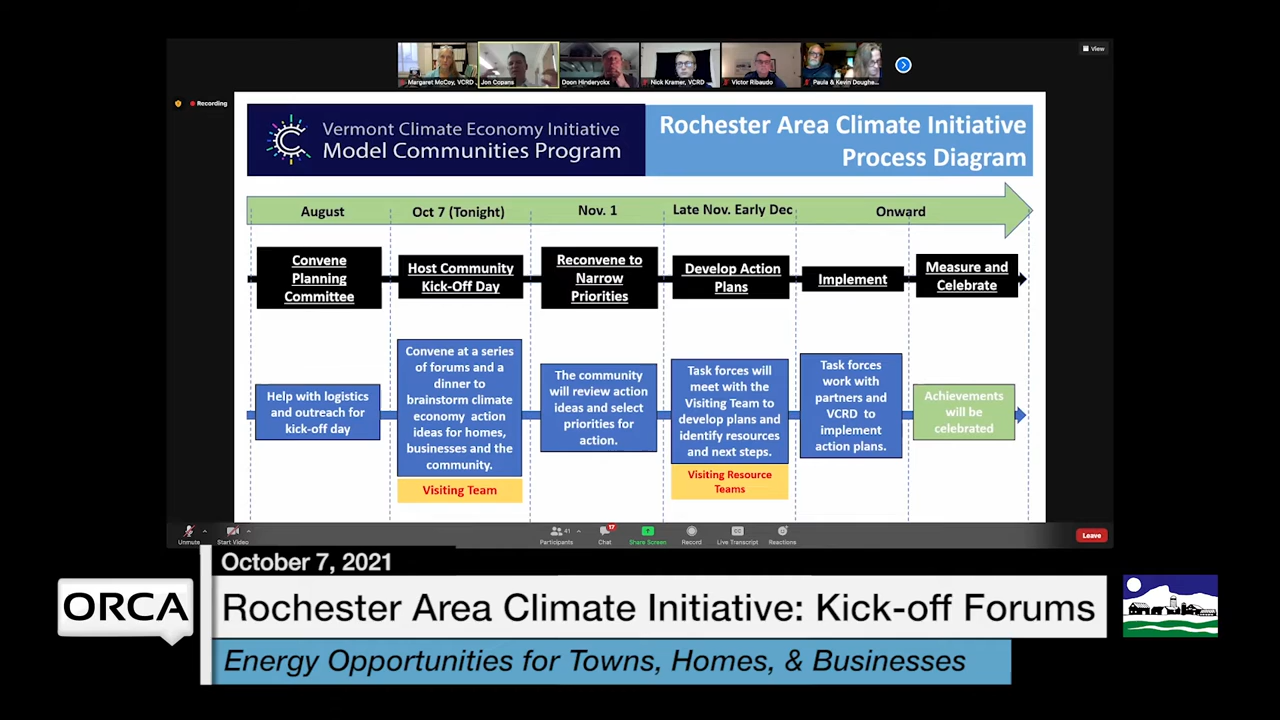 View
Margaret McCoy, VCRD
Jon Copans
Doon Hinderyckx
Nick Kramer, VCRD
Victor Ribaudo
Paula & Kevin Dougha
Recording
Vermont Climate Economy Initiative
Model Communities Program
Rochester Area Climate Initiative
Process Diagram
August
Oct 7 (Tonight)
Nov. 1
Late Nov. Early Dec
Onward
Convene
Planning
Committee
Host Community
Kick-Off Day
Reconvene to
Narrow
Priorities
Develop Action
Plans
Implement
Measure and
Celebrate
Help with logistics
and outreach for
kick-off day
Convene at a series
of forums and a
dinner to
brainstorm climate
economy action
ideas for homes,
businesses and the
community.
Visiting Team
The community
will review action
ideas and select
priorities for
action.
Task forces will
meet with the
Visiting Team to
develop plans and
identify resources
and next steps.
Visiting Resource
Teams
Task forces
work with
partners and
VCRD to
implement
action plans.
Achievements
will be
celebrated
Unmute
Start Video
41
Participants
17
Chat
Share Screen
Record
Live Transcript
Reactions
Leave
October 7, 2021
ORCA
Rochester Area Climate Initiative: Kick-off Forums
Energy Opportunities for Towns, Homes, & Businesses